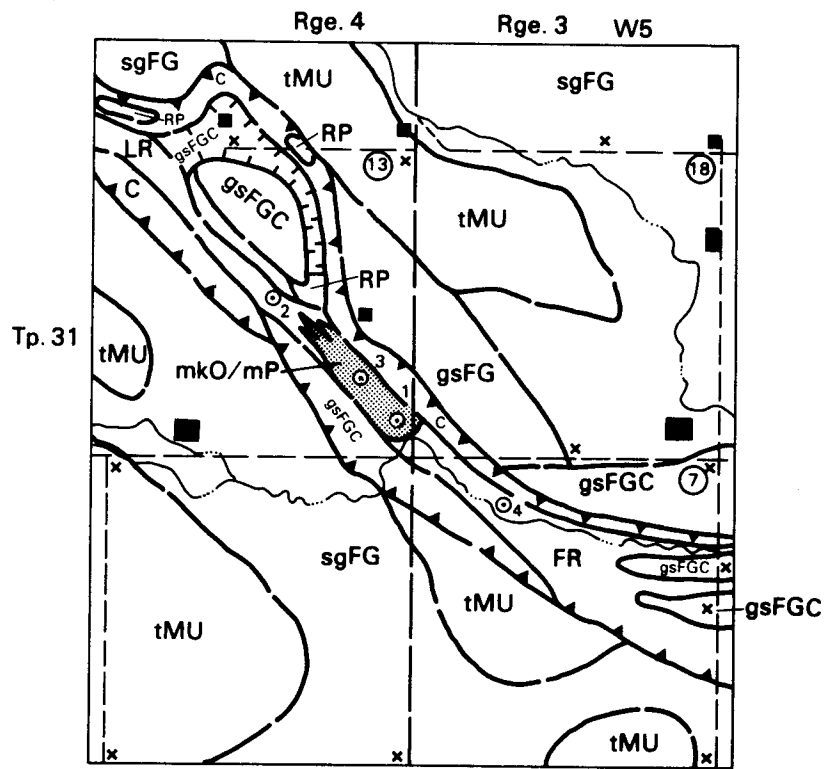 Rge. 4 Rge. 3 W5
sgFG C tMU sgFG
RP
RP
LR gsFGC 13 18
C gsFGC tMU
RP
2
Tp. 31 tMU mkO/mP 3 gsFG
1
gsFGC C
gsFGC 7
4
sgFG FR gsFGC
tMU tMU gsFGC
tMU